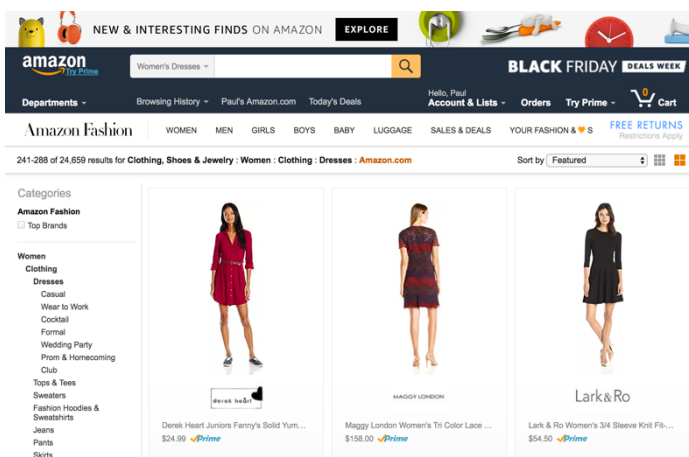 NEW & INTERESTING FINDS ON AMAZON EXPLORE
amazon
Try Prime
Women's Dresses
BLACK FRIDAY DEALS WEEK
Departments
Browsing History
Paul's Amazon.com
Today's Deals
Hello, Paul
Account & Lists
Orders
Try Prime
0
Cart
Amazon Fashion
WOMEN
MEN
GIRLS
BOYS
BABY
LUGGAGE
SALES & DEALS
YOUR FASHION & 🧡 S
FREE RETURNS
Restrictions Apply
241-288 of 24,659 results for Clothing, Shoes & Jewelry : Women : Clothing : Dresses : Amazon.com
Sort by Featured
Categories
Amazon Fashion
Top Brands
Women
Clothing
Dresses
Casual
Wear to Work
Cocktail
Formal
Wedding Party
Prom & Homecoming
Club
Tops & Tees
Sweaters
Fashion Hoodies &
Sweatshirts
Jeans
Pants
Skirts
derek heart
Derek Heart Juniors Fanny's Solid Yum...
$24.99 Prime
MAGGY LONDON
Maggy London Women's Tri Color Lace ...
$158.00 Prime
Lark & Ro
Lark & Ro Women's 3/4 Sleeve Knit Fit-...
$54.50 Prime